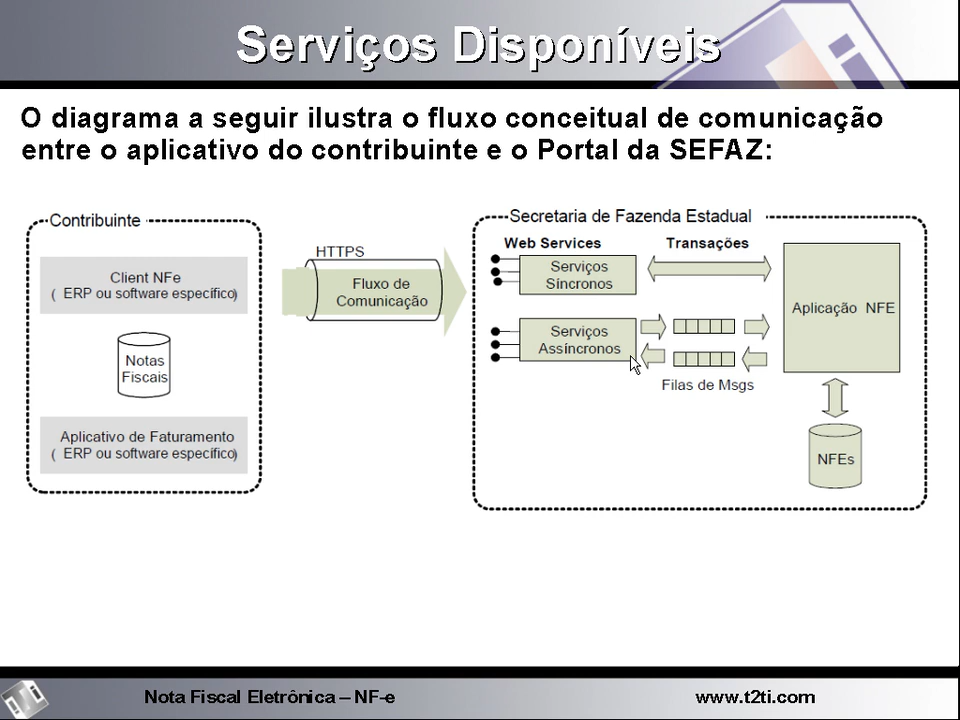 Serviços Disponíveis
O diagrama a seguir ilustra o fluxo conceitual de comunicação
entre o aplicativo do contribuinte e o Portal da SEFAZ:
Contribuinte
Client NFe
( ERP ou software específico)
Notas
Fiscais
Aplicativo de Faturamento
( ERP ou software específico)
HTTPS
Fluxo de
Comunicação
Secretaria de Fazenda Estadual
Web Services
Transações
Serviços
Síncronos
Serviços
Assíncronos
Filas de Msgs
Aplicação NFE
NFEs
Nota Fiscal Eletrônica – NF-e
www.t2ti.com